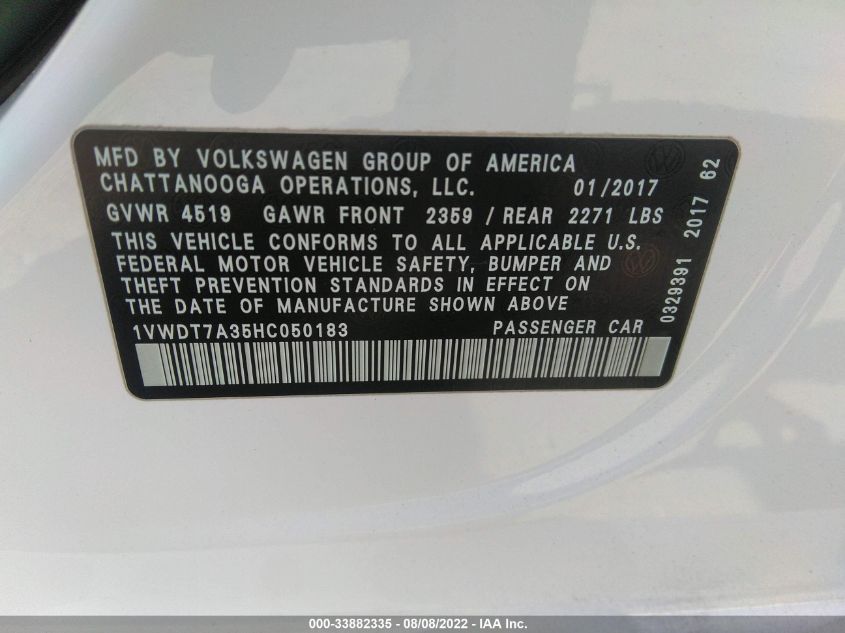 MFD BY VOLKSWAGEN GROUP OF AMERICA
CHATTANOOGA OPERATIONS, LLC. 01/2017
GVWR 4519 GAWR FRONT 2359 / REAR 2271 LBS
THIS VEHICLE CONFORMS TO ALL APPLICABLE U.S.
FEDERAL MOTOR VEHICLE SAFETY, BUMPER AND
THEFT PREVENTION STANDARDS IN EFFECT ON
THE DATE OF MANUFACTURE SHOWN ABOVE
1VWDT7A35HC050183 PASSENGER CAR
0329391 2017 62
000-33882335 - 08/08/2022 - IAA Inc.